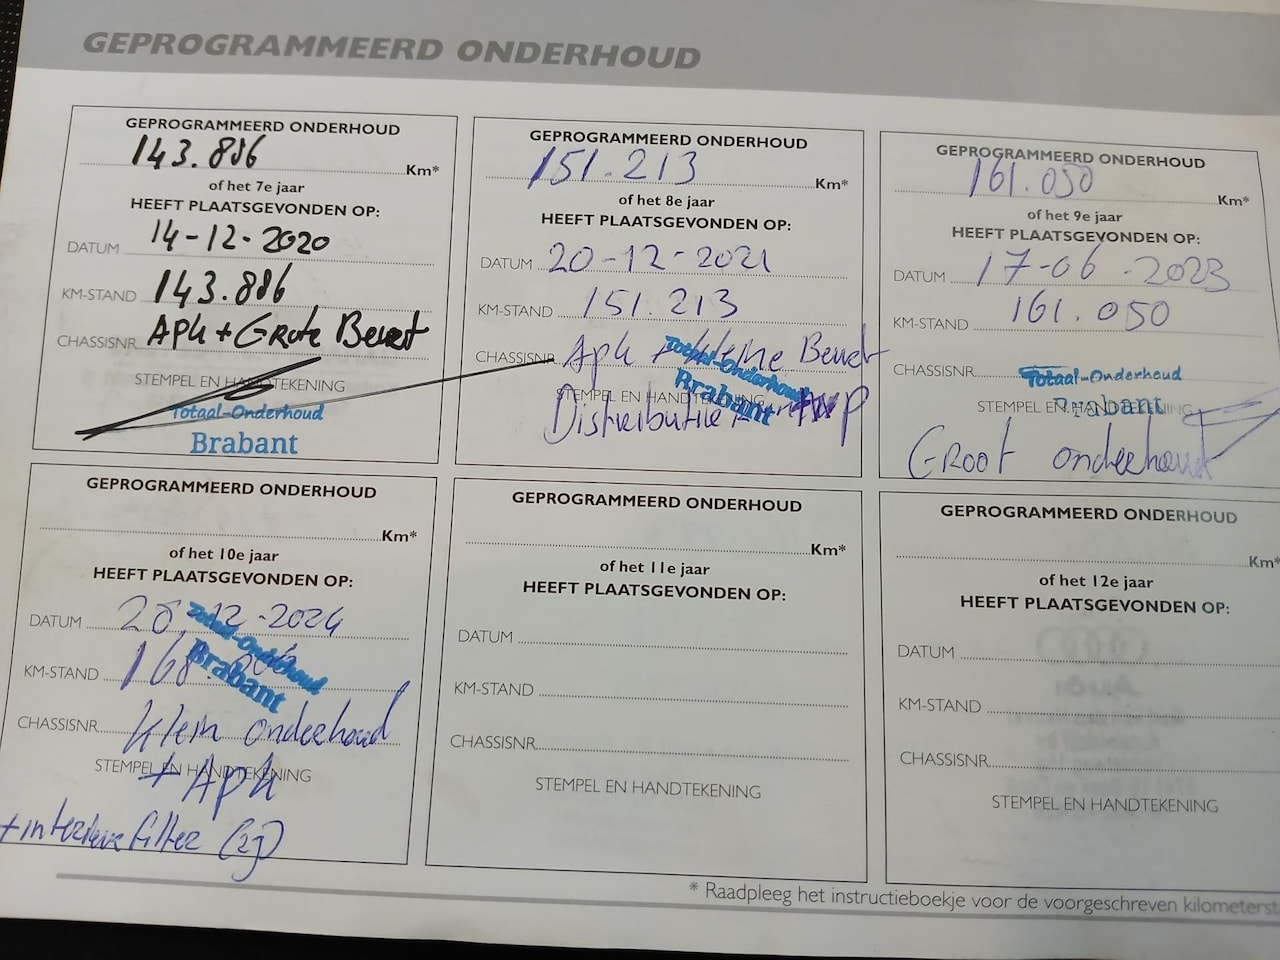 GEPROGRAMMEERD ONDERHOUD
GEPROGRAMMEERD ONDERHOUD
143.886 Km*
of het 7e jaar
HEEFT PLAATSGEVONDEN OP:
DATUM 14-12-2020
KM-STAND 143.886
CHASSISNR. Apk + Grote Beurt
STEMPEL EN HANDTEKENING
Totaal-Onderhoud
Brabant
GEPROGRAMMEERD ONDERHOUD
151.213 Km*
of het 8e jaar
HEEFT PLAATSGEVONDEN OP:
DATUM 20-12-2021
KM-STAND 151.213
CHASSISNR. Apk + kleine Beurt
STEMPEL EN HANDTEKENING
Totaal-Onderhoud
Brabant
Distributie
GEPROGRAMMEERD ONDERHOUD
161.050 Km*
of het 9e jaar
HEEFT PLAATSGEVONDEN OP:
DATUM 17-06-2023
KM-STAND 161.050
CHASSISNR.
Totaal-Onderhoud
STEMPEL EN HANDTEKENING
Brabant
Groot onderhoud
GEPROGRAMMEERD ONDERHOUD
Km*
of het 10e jaar
HEEFT PLAATSGEVONDEN OP:
DATUM 12-2024
KM-STAND 168.
Totaal-Onderhoud
Brabant
CHASSISNR. Klein onderhoud
STEMPEL EN HANDTEKENING
+ Apk
+ interieurfilter (zj)
GEPROGRAMMEERD ONDERHOUD
Km*
of het 11e jaar
HEEFT PLAATSGEVONDEN OP:
DATUM
KM-STAND
CHASSISNR.
STEMPEL EN HANDTEKENING
GEPROGRAMMEERD ONDERHOUD
Km*
of het 12e jaar
HEEFT PLAATSGEVONDEN OP:
DATUM
KM-STAND
CHASSISNR.
STEMPEL EN HANDTEKENING
* Raadpleeg het instructieboekje voor de voorgeschreven kilometerst